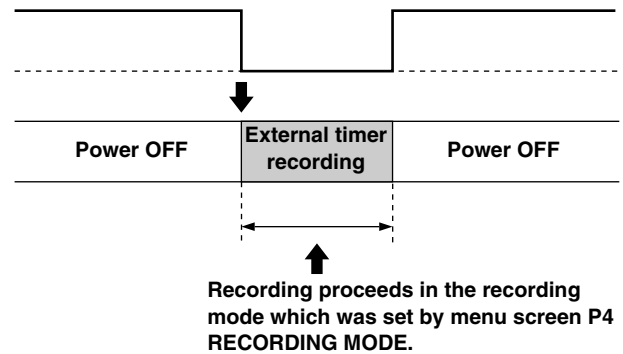 Power OFF
External timer
recording
Power OFF
Recording proceeds in the recording
mode which was set by menu screen P4
RECORDING MODE.